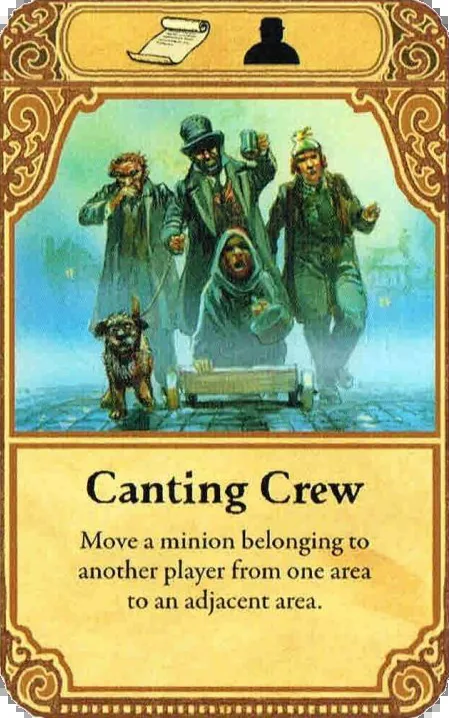 Canting Crew
Move a minion belonging to
another player from one area
to an adjacent area.